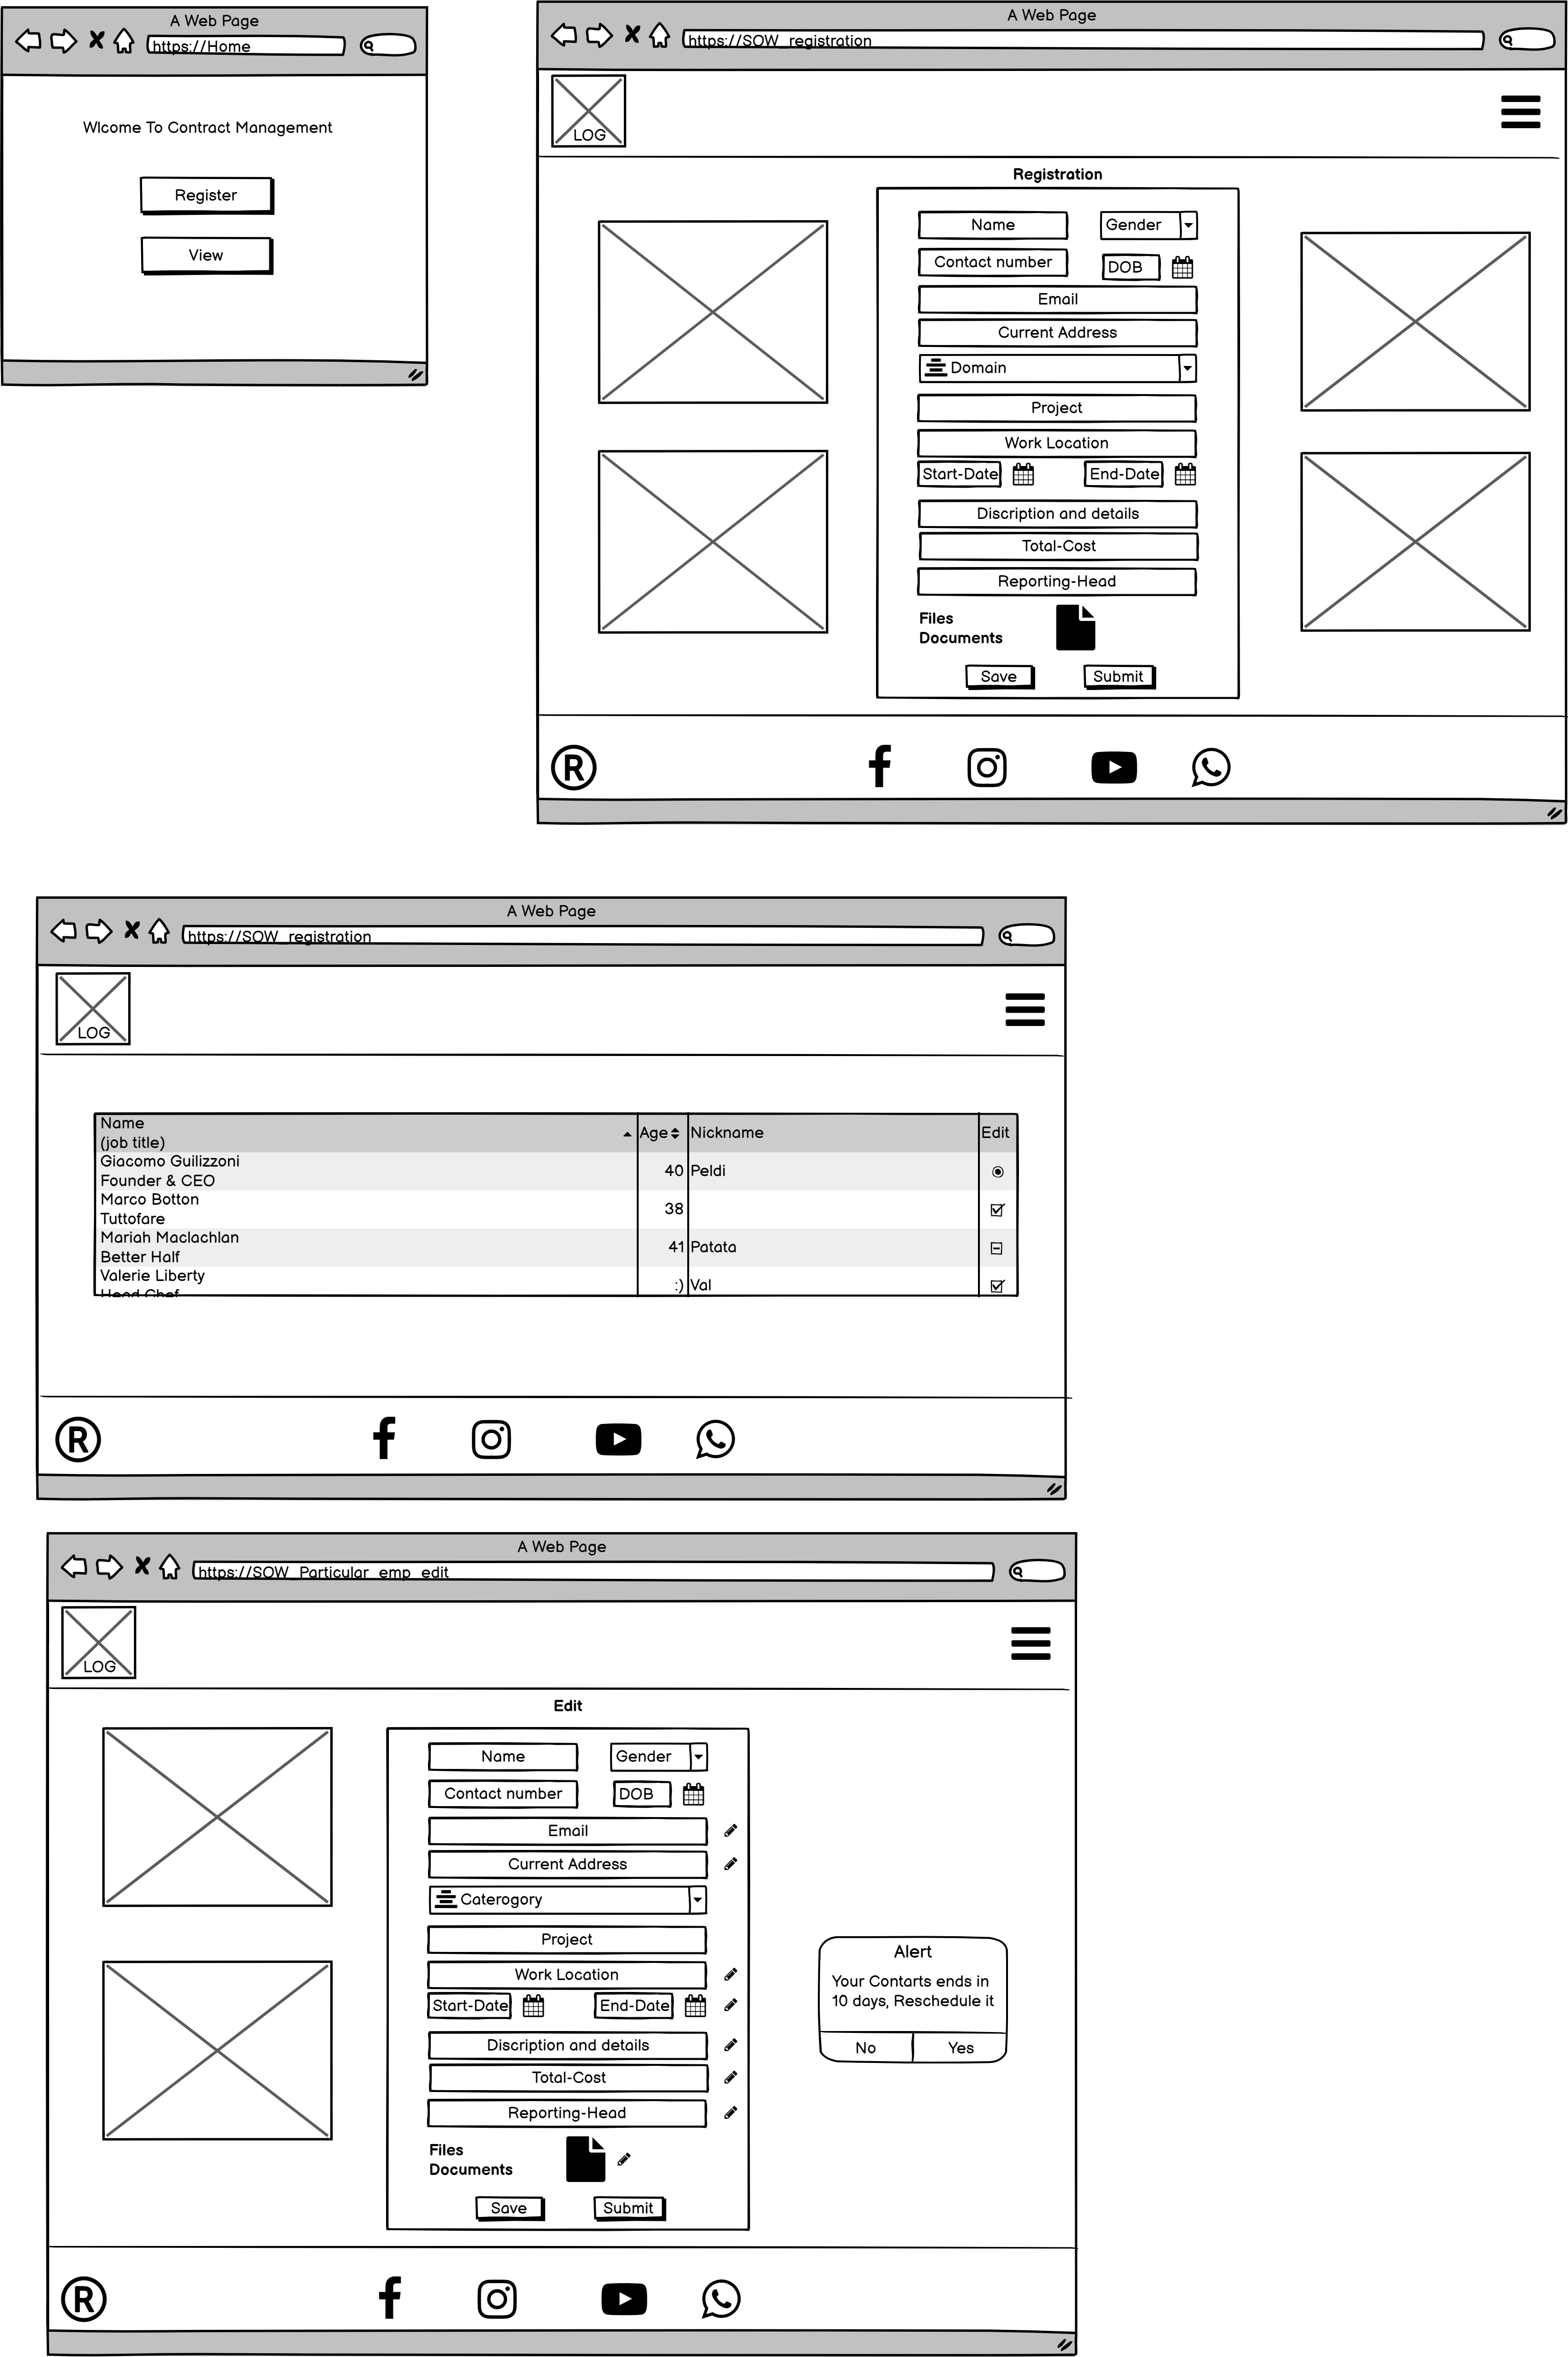 A Web Page
https://Home
Wlcome To Contract Management
Register
View
A Web Page
https://SOW_registration
LOG
Registration
Name
Gender
Contact number
DOB
Email
Current Address
Domain
Project
Work Location
Start-Date
End-Date
Discription and details
Total-Cost
Reporting-Head
Files
Documents
Save
Submit
®
A Web Page
https://SOW_registration
LOG
Name
(job title)
Age
Nickname
Edit
Giacomo Guilizzoni
Founder & CEO
40
Peldi
Marco Botton
Tuttofare
38
Mariah Maclachlan
Better Half
41
Patata
Valerie Liberty
Head Chef
:)
Val
®
A Web Page
https://SOW_Particular_emp_edit
LOG
Edit
Name
Gender
Contact number
DOB
Email
Current Address
Caterogory
Project
Work Location
Start-Date
End-Date
Discription and details
Total-Cost
Reporting-Head
Files
Documents
Save
Submit
Alert
Your Contarts ends in
10 days, Reschedule it
No
Yes
®